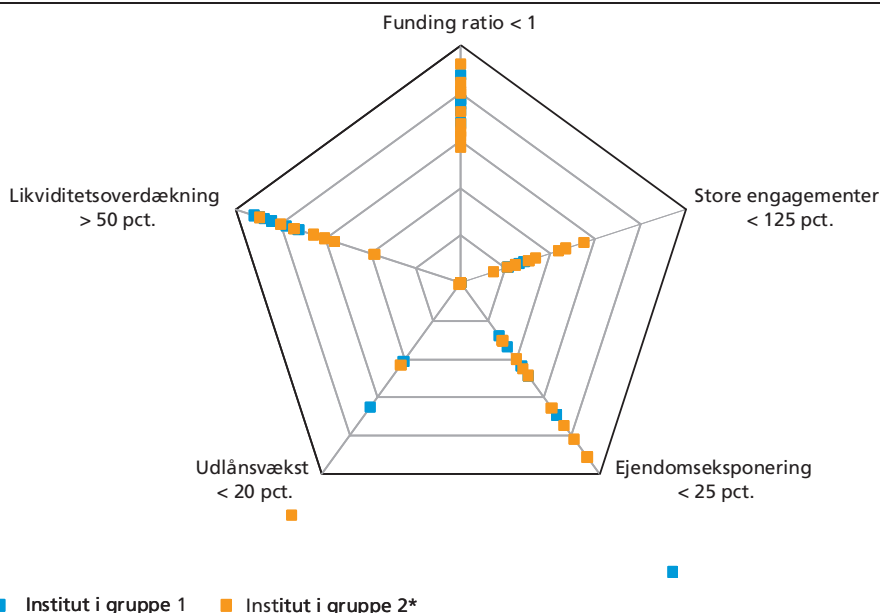 Funding ratio < 1
Likviditetsoverdækning
> 50 pct.
Store engagementer
< 125 pct.
Udlånsvækst
< 20 pct.
Ejendomseksponering
< 25 pct.
Institut i gruppe 1
Institut i gruppe 2*